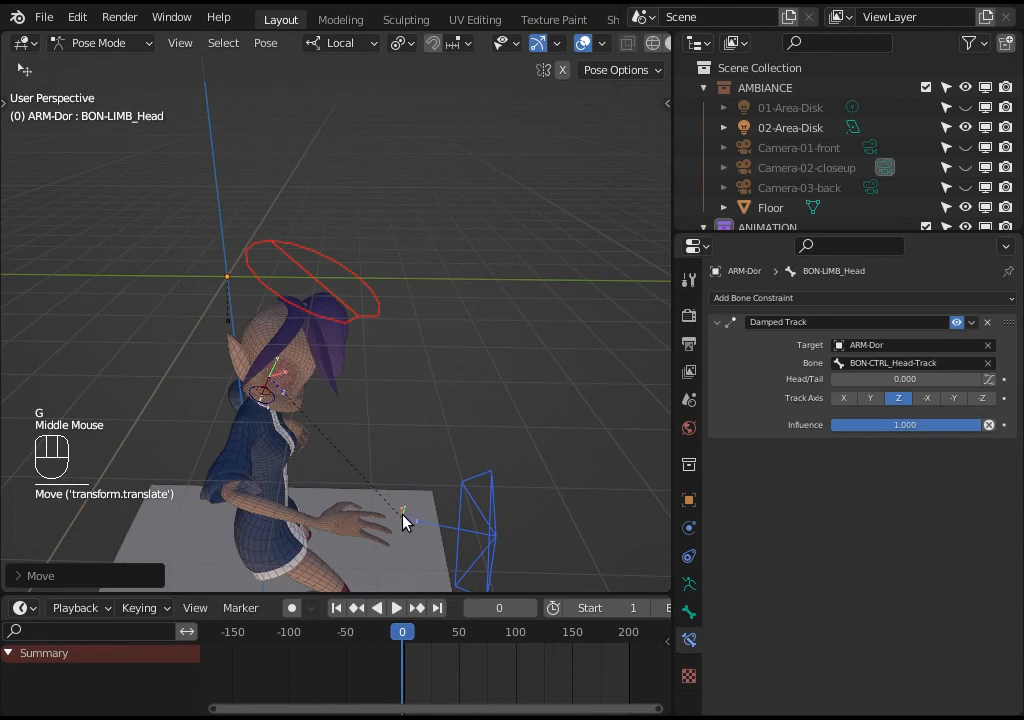 File Edit Render Window Help Layout Modeling Sculpting UV Editing Texture Paint Sh Scene ViewLayer
Pose Mode View Select Pose Local
X Pose Options
User Perspective
(0) ARM-Dor : BON-LIMB_Head
G
Middle Mouse
Move ('transform.translate')
Move
Scene Collection
AMBIANCE
01-Area-Disk
02-Area-Disk
Camera-01-front
Camera-02-closeup
Camera-03-back
Floor
ANIMATION
ARM-Dor BON-LIMB_Head
Add Bone Constraint
Damped Track
Target ARM-Dor
Bone BON-CTRL_Head-Track
Head/Tail 0.000
Track Axis X Y Z -X -Y -Z
Influence 1.000
Playback Keying View Marker 0 Start 1 E
-150 -100 -50 0 50 100 150 200
Summary